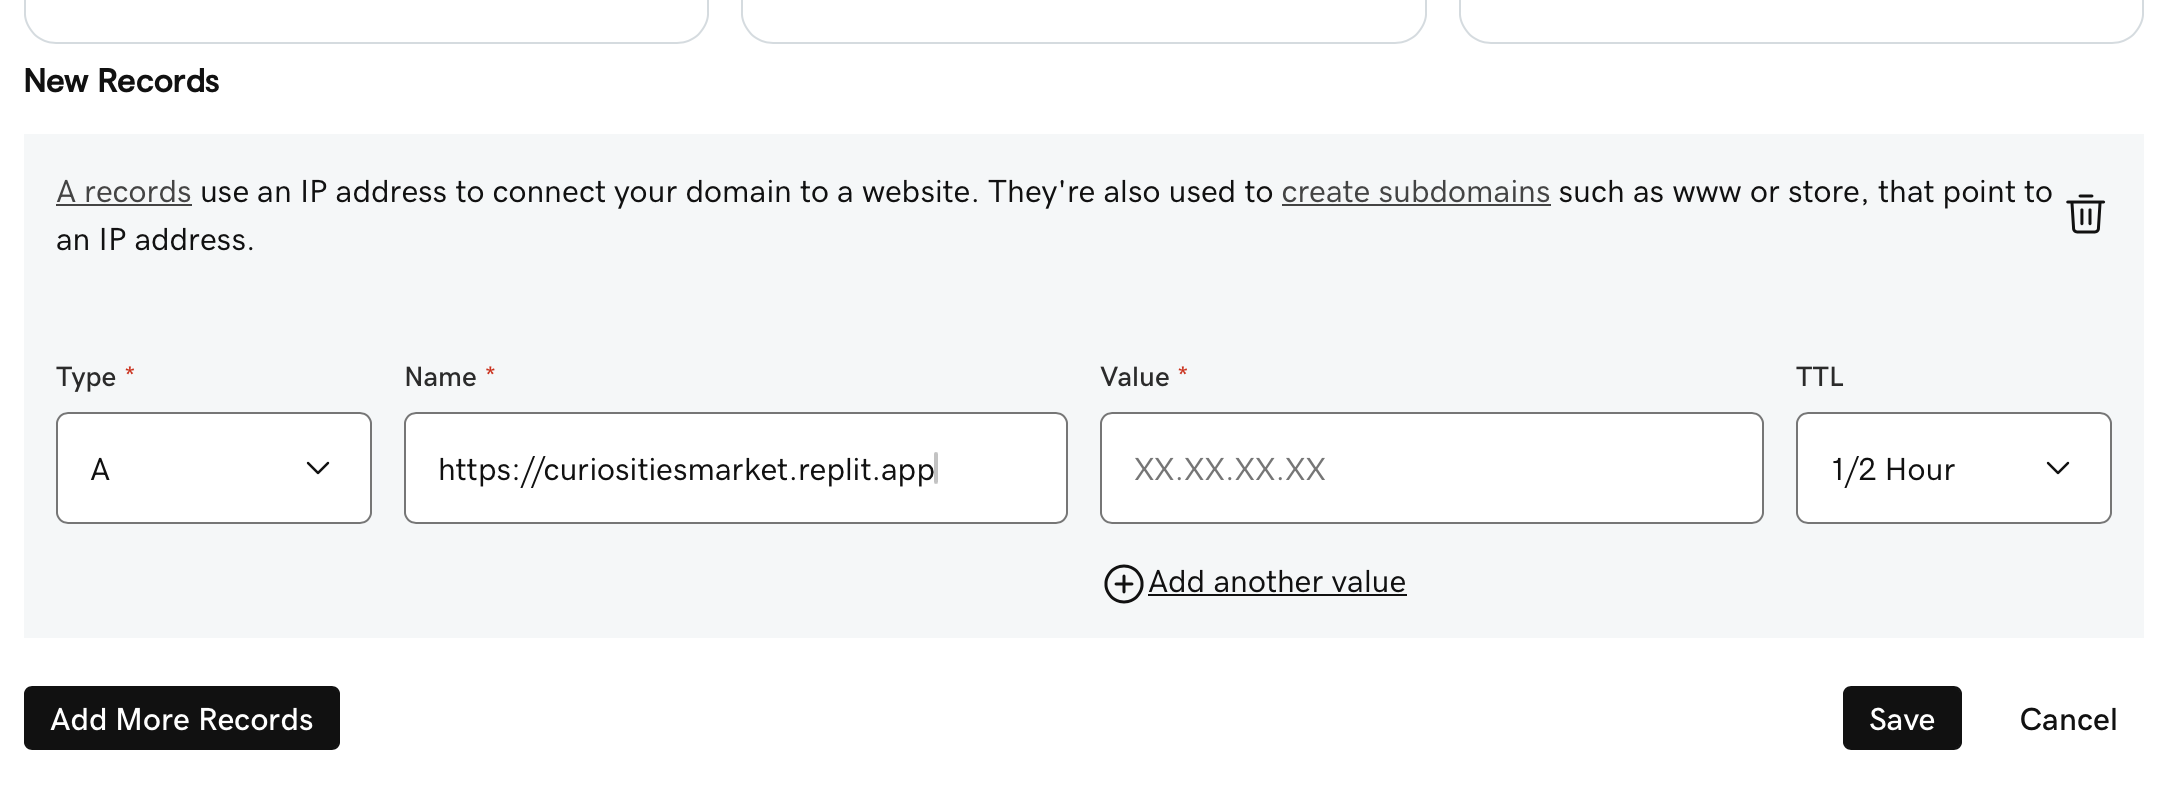 New Records
A records use an IP address to connect your domain to a website. They're also used to create subdomains such as www or store, that point to
an IP address.
Type * Name * Value * TTL
A https://curiositiesmarket.replit.app XX.XX.XX.XX 1/2 Hour
Add another value
Add More Records Save Cancel